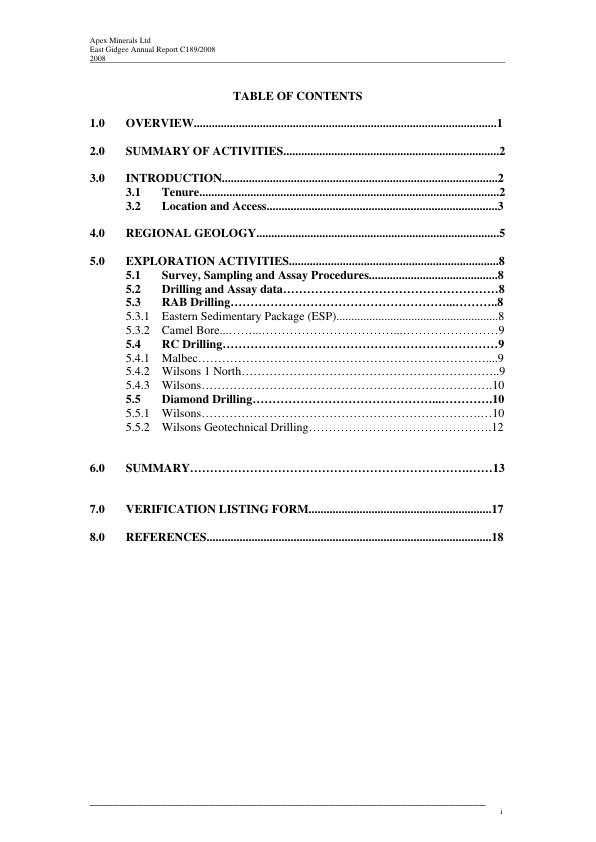 Apex Minerals Ltd
East Gidgee Annual Report C189/2008
2008
TABLE OF CONTENTS
1.0 OVERVIEW.....................................................................................................1
2.0 SUMMARY OF ACTIVITIES........................................................................2
3.0 INTRODUCTION............................................................................................2
3.1 Tenure......................................................................................................2
3.2 Location and Access...............................................................................3
4.0 REGIONAL GEOLOGY.................................................................................5
5.0 EXPLORATION ACTIVITIES......................................................................8
5.1 Survey, Sampling and Assay Procedures...........................................8
5.2 Drilling and Assay data…………………………………………………8
5.3 RAB Drilling…………………………………………………....………..8
5.3.1 Eastern Sedimentary Package (ESP)......................................................8
5.3.2 Camel Bore...……...……………………………………...……………………9
5.4 RC Drilling………………………………………………………………9
5.4.1 Malbec……………………………………………………………………....9
5.4.2 Wilsons 1 North…………………………………………………………..9
5.4.3 Wilsons……………………………………………………………………10
5.5 Diamond Drilling…………………………………………....…………10
5.5.1 Wilsons……………………………………………………………………10
5.5.2 Wilsons Geotechnical Drilling……………………………………….12
6.0 SUMMARY……………………………………………………………….……13
7.0 VERIFICATION LISTING FORM.............................................................17
8.0 REFERENCES...............................................................................................18
i